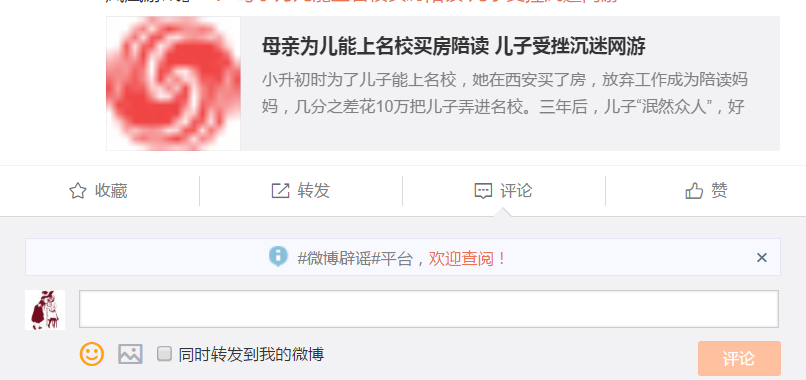 母亲为儿能上名校买房陪读 儿子受挫沉迷网游
小升初时为了儿子能上名校，她在西安买了房，放弃工作成为陪读妈
妈，几分之差花10万把儿子弄进名校。三年后，儿子“泯然众人”，好
收藏
转发
评论
赞
#微博辟谣#平台，欢迎查阅！
同时转发到我的微博
评论